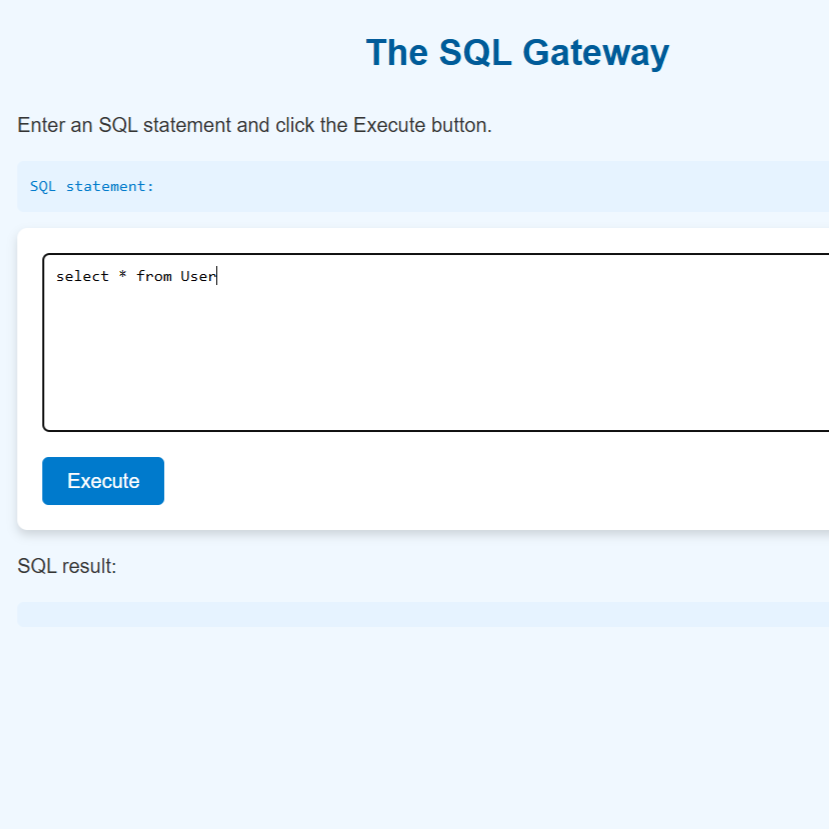 The SQL Gateway
Enter an SQL statement and click the Execute button.
SQL statement:
select * from User
Execute
SQL result: